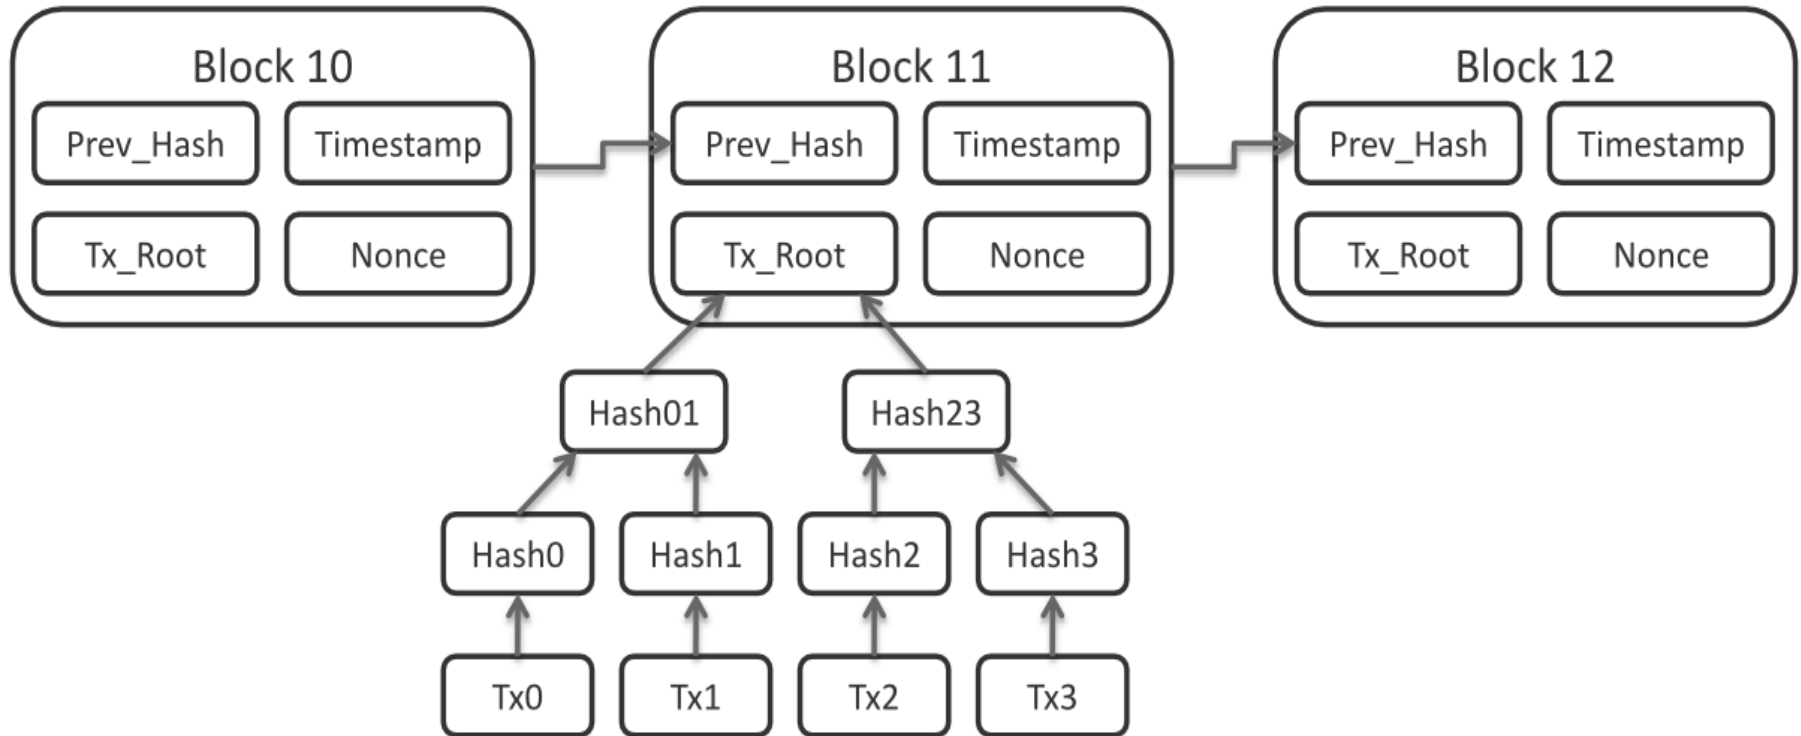 Block 10
Prev_Hash
Timestamp
Tx_Root
Nonce
Block 11
Prev_Hash
Timestamp
Tx_Root
Nonce
Block 12
Prev_Hash
Timestamp
Tx_Root
Nonce
Hash01
Hash23
Hash0
Hash1
Hash2
Hash3
Tx0
Tx1
Tx2
Tx3